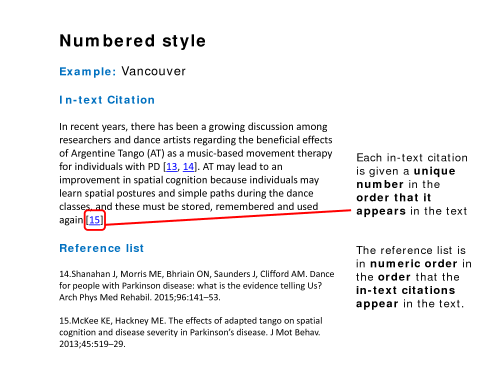 Numbered style
Example: Vancouver
In-text Citation
In recent years, there has been a growing discussion among
researchers and dance artists regarding the beneficial effects
of Argentine Tango (AT) as a music-based movement therapy
for individuals with PD [13, 14]. AT may lead to an
improvement in spatial cognition because individuals may
learn spatial postures and simple paths during the dance
classes, and these must be stored, remembered and used
again [15]
Each in-text citation
is given a unique
number in the
order that it
appears in the text
Reference list
14.Shanahan J, Morris ME, Bhriain ON, Saunders J, Clifford AM. Dance
for people with Parkinson disease: what is the evidence telling Us?
Arch Phys Med Rehabil. 2015;96:141–53.
15.McKee KE, Hackney ME. The effects of adapted tango on spatial
cognition and disease severity in Parkinson's disease. J Mot Behav.
2013;45:519–29.
The reference list is
in numeric order in
the order that the
in-text citations
appear in the text.